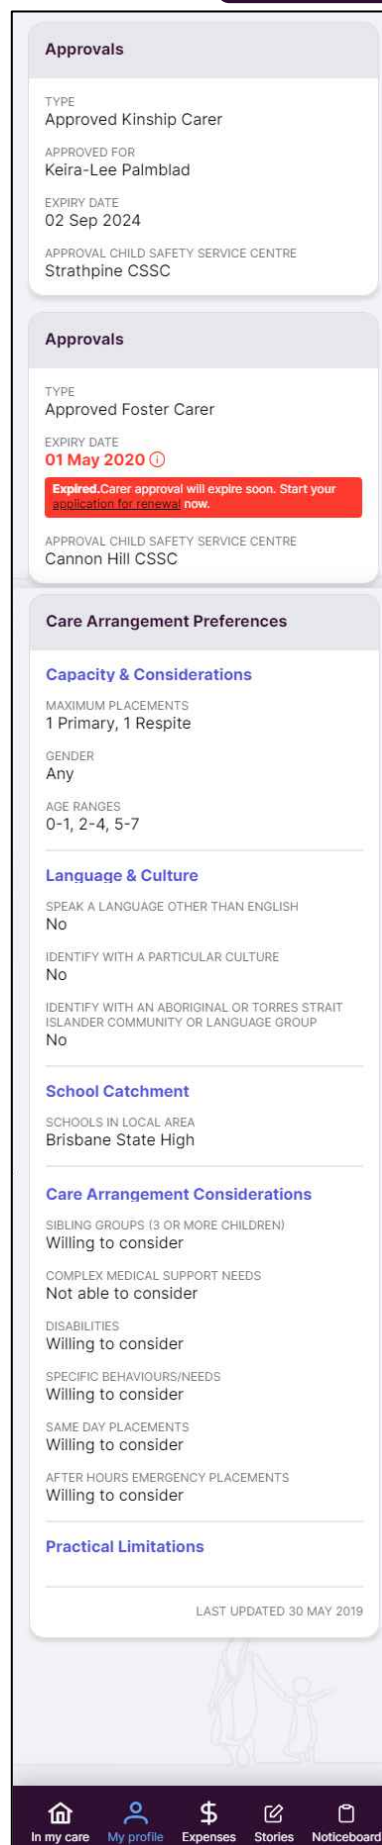 Approvals
TYPE
Approved Kinship Carer
APPROVED FOR
Keira-Lee Palmblad
EXPIRY DATE
02 Sep 2024
APPROVAL CHILD SAFETY SERVICE CENTRE
Strathpine CSSC
Approvals
TYPE
Approved Foster Carer
EXPIRY DATE
01 May 2020
Expired.Carer approval will expire soon. Start your
application for renewal now.
APPROVAL CHILD SAFETY SERVICE CENTRE
Cannon Hill CSSC
Care Arrangement Preferences
Capacity & Considerations
MAXIMUM PLACEMENTS
1 Primary, 1 Respite
GENDER
Any
AGE RANGES
0-1, 2-4, 5-7
Language & Culture
SPEAK A LANGUAGE OTHER THAN ENGLISH
No
IDENTIFY WITH A PARTICULAR CULTURE
No
IDENTIFY WITH AN ABORIGINAL OR TORRES STRAIT
ISLANDER COMMUNITY OR LANGUAGE GROUP
No
School Catchment
SCHOOLS IN LOCAL AREA
Brisbane State High
Care Arrangement Considerations
SIBLING GROUPS (3 OR MORE CHILDREN)
Willing to consider
COMPLEX MEDICAL SUPPORT NEEDS
Not able to consider
DISABILITIES
Willing to consider
SPECIFIC BEHAVIOURS/NEEDS
Willing to consider
SAME DAY PLACEMENTS
Willing to consider
AFTER HOURS EMERGENCY PLACEMENTS
Willing to consider
Practical Limitations
LAST UPDATED 30 MAY 2019
In my care My profile Expenses Stories Noticeboard